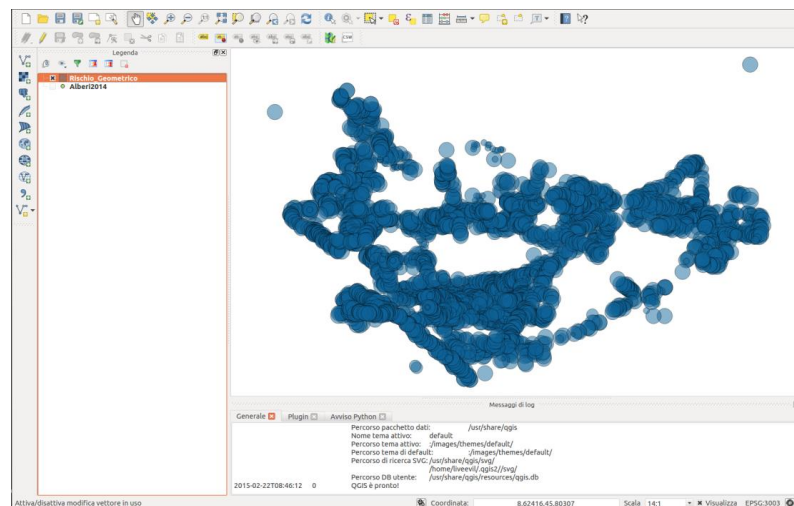 Legenda
Rischio_Geometrico
Alberi2014
Messaggi di log
Generale
Plugin
Avviso Python
Percorso pacchetto dati: /usr/share/qgis
Nome tema attivo: default
Percorso tema attivo: :/images/themes/default/
Percorso tema di default: :/images/themes/default/
Percorso di ricerca SVG: /usr/share/qgis/svg/
/home/liveevil/.qgis2//svg/
Percorso DB utente: /usr/share/qgis/resources/qgis.db
2015-02-22T08:46:12 0 QGIS è pronto!
Attiva/disattiva modifica vettore in uso
Coordinata: 8.62416,45.80307
Scala 14:1
Visualizza
EPSG:3003